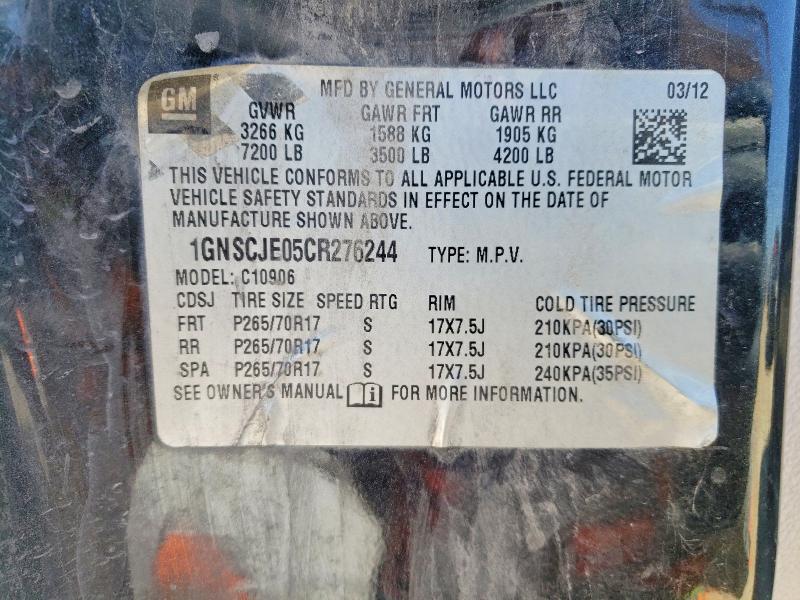 GM
MFD BY GENERAL MOTORS LLC 03/12
GVWR GAWR FRT GAWR RR
3266 KG 1588 KG 1905 KG
7200 LB 3500 LB 4200 LB
THIS VEHICLE CONFORMS TO ALL APPLICABLE U.S. FEDERAL MOTOR
VEHICLE SAFETY STANDARDS IN EFFECT ON THE DATE OF
MANUFACTURE SHOWN ABOVE.
1GNSCJE05CR276244 TYPE: M.P.V.
MODEL: C10906
CDSJ TIRE SIZE SPEED RTG RIM COLD TIRE PRESSURE
FRT P265/70R17 S 17X7.5J 210KPA(30PSI)
RR P265/70R17 S 17X7.5J 210KPA(30PSI)
SPA P265/70R17 S 17X7.5J 240KPA(35PSI)
SEE OWNER'S MANUAL FOR MORE INFORMATION.